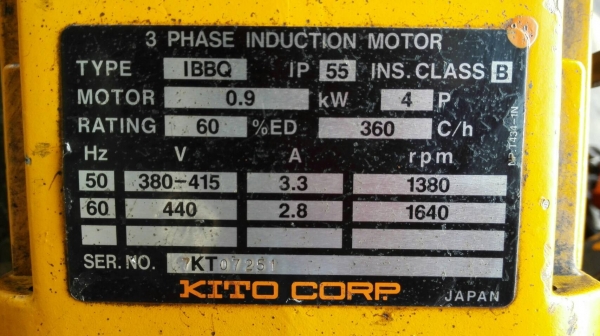 3 PHASE INDUCTION MOTOR
TYPE IBBQ IP 55 INS. CLASS B
MOTOR 0.9 kW 4 P
RATING 60 %ED 360 C/h
Hz V A rpm
50 380-415 3.3 1380
60 440 2.8 1640
SER. NO. 7KT07251
KITO CORP. JAPAN